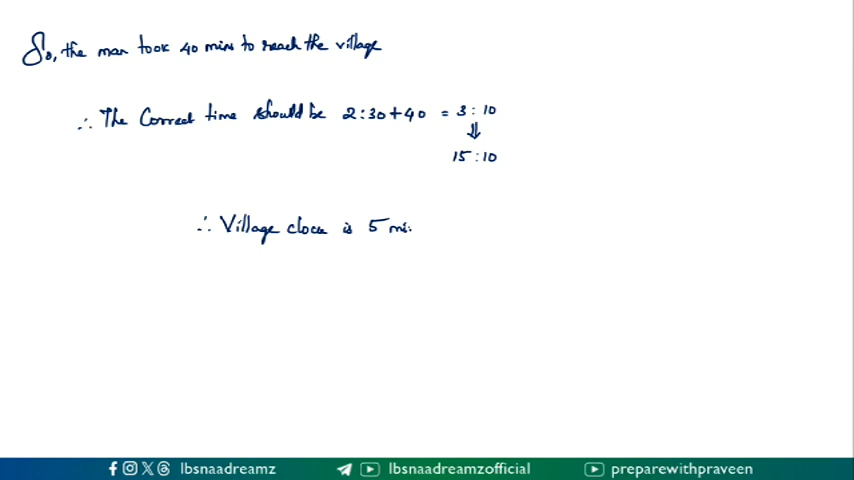 So, the man took 40 mins to reach the village
∴ The Correct time should be 2:30+40 = 3:10
⇓
15:10
∴ Village clock is 5 mi
lbsnaadreamz lbsnaadreamzofficial preparewithpraveen